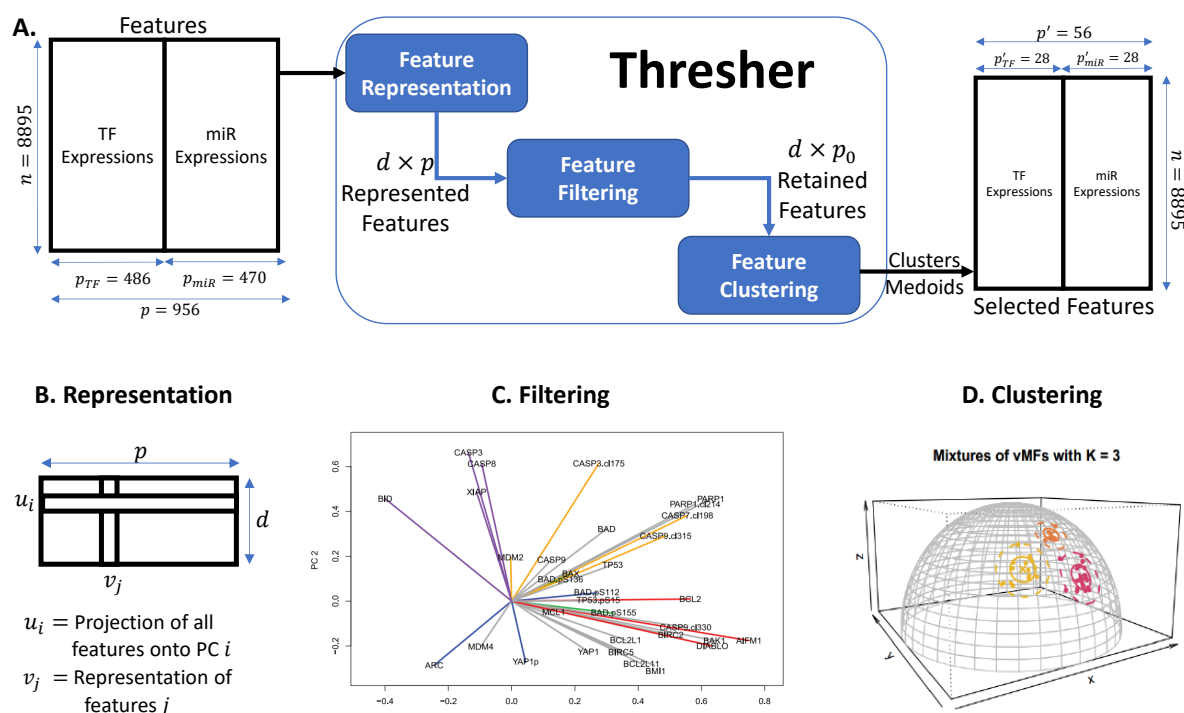 A.
Features
TF
Expressions
miR
Expressions
n = 8895
p_TF = 486
p_miR = 470
p = 956
Thresher
Feature
Representation
d × p
Represented
Features
Feature
Filtering
d × p_0
Retained
Features
Feature
Clustering
Clusters
Medoids
p′ = 56
p′_TF = 28
p′_miR = 28
TF
Expressions
miR
Expressions
n = 8895
Selected Features
B. Representation
p
u_i
d
v_j
u_i = Projection of all
features onto PC i
v_j = Representation of
features j
C. Filtering
PC 2
0.6
0.4
0.2
0.0
−0.2
−0.4
−0.2
0.0
0.2
0.4
0.6
0.8
CASP3
CASP8
CASP3.cl175
XIAP
BID
PARP1
PARP1.cl214
CASP7.cl198
BAD
CASP9.cl315
MDM2
CASP9
TP53
BAX
BAD.pS136
BAD.pS112
TP53.pS15
BCL2
MCL1
BAD.pS155
CASP9.cl330
BIRC2
BCL2L1
BAK1
AIFM1
DIABLO
MDM4
YAP1
BIRC5
ARC
YAP1p
BCL2L11
BMI1
D. Clustering
Mixtures of vMFs with K = 3
z
y
x